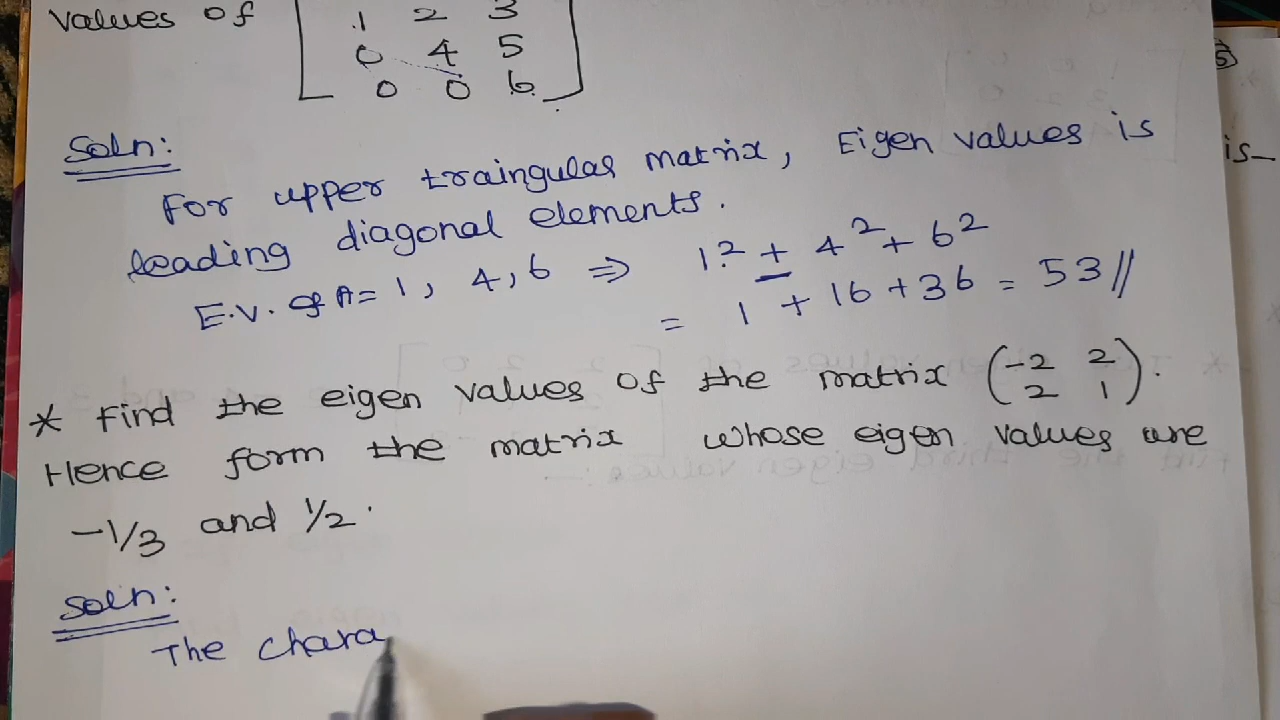 values of [ 1 2 3
0 4 5
0 0 6 ]
Soln:
For upper traingular matrix, Eigen values is
leading diagonal elements.
E.V. of A = 1, 4, 6 ⇒ 1² + 4² + 6²
= 1 + 16 + 36 = 53//
* Find the eigen values of the matrix (-2 2
2 1).
Hence form the matrix whose eigen values are
-1/3 and 1/2.
Soln:
The chara
5
is